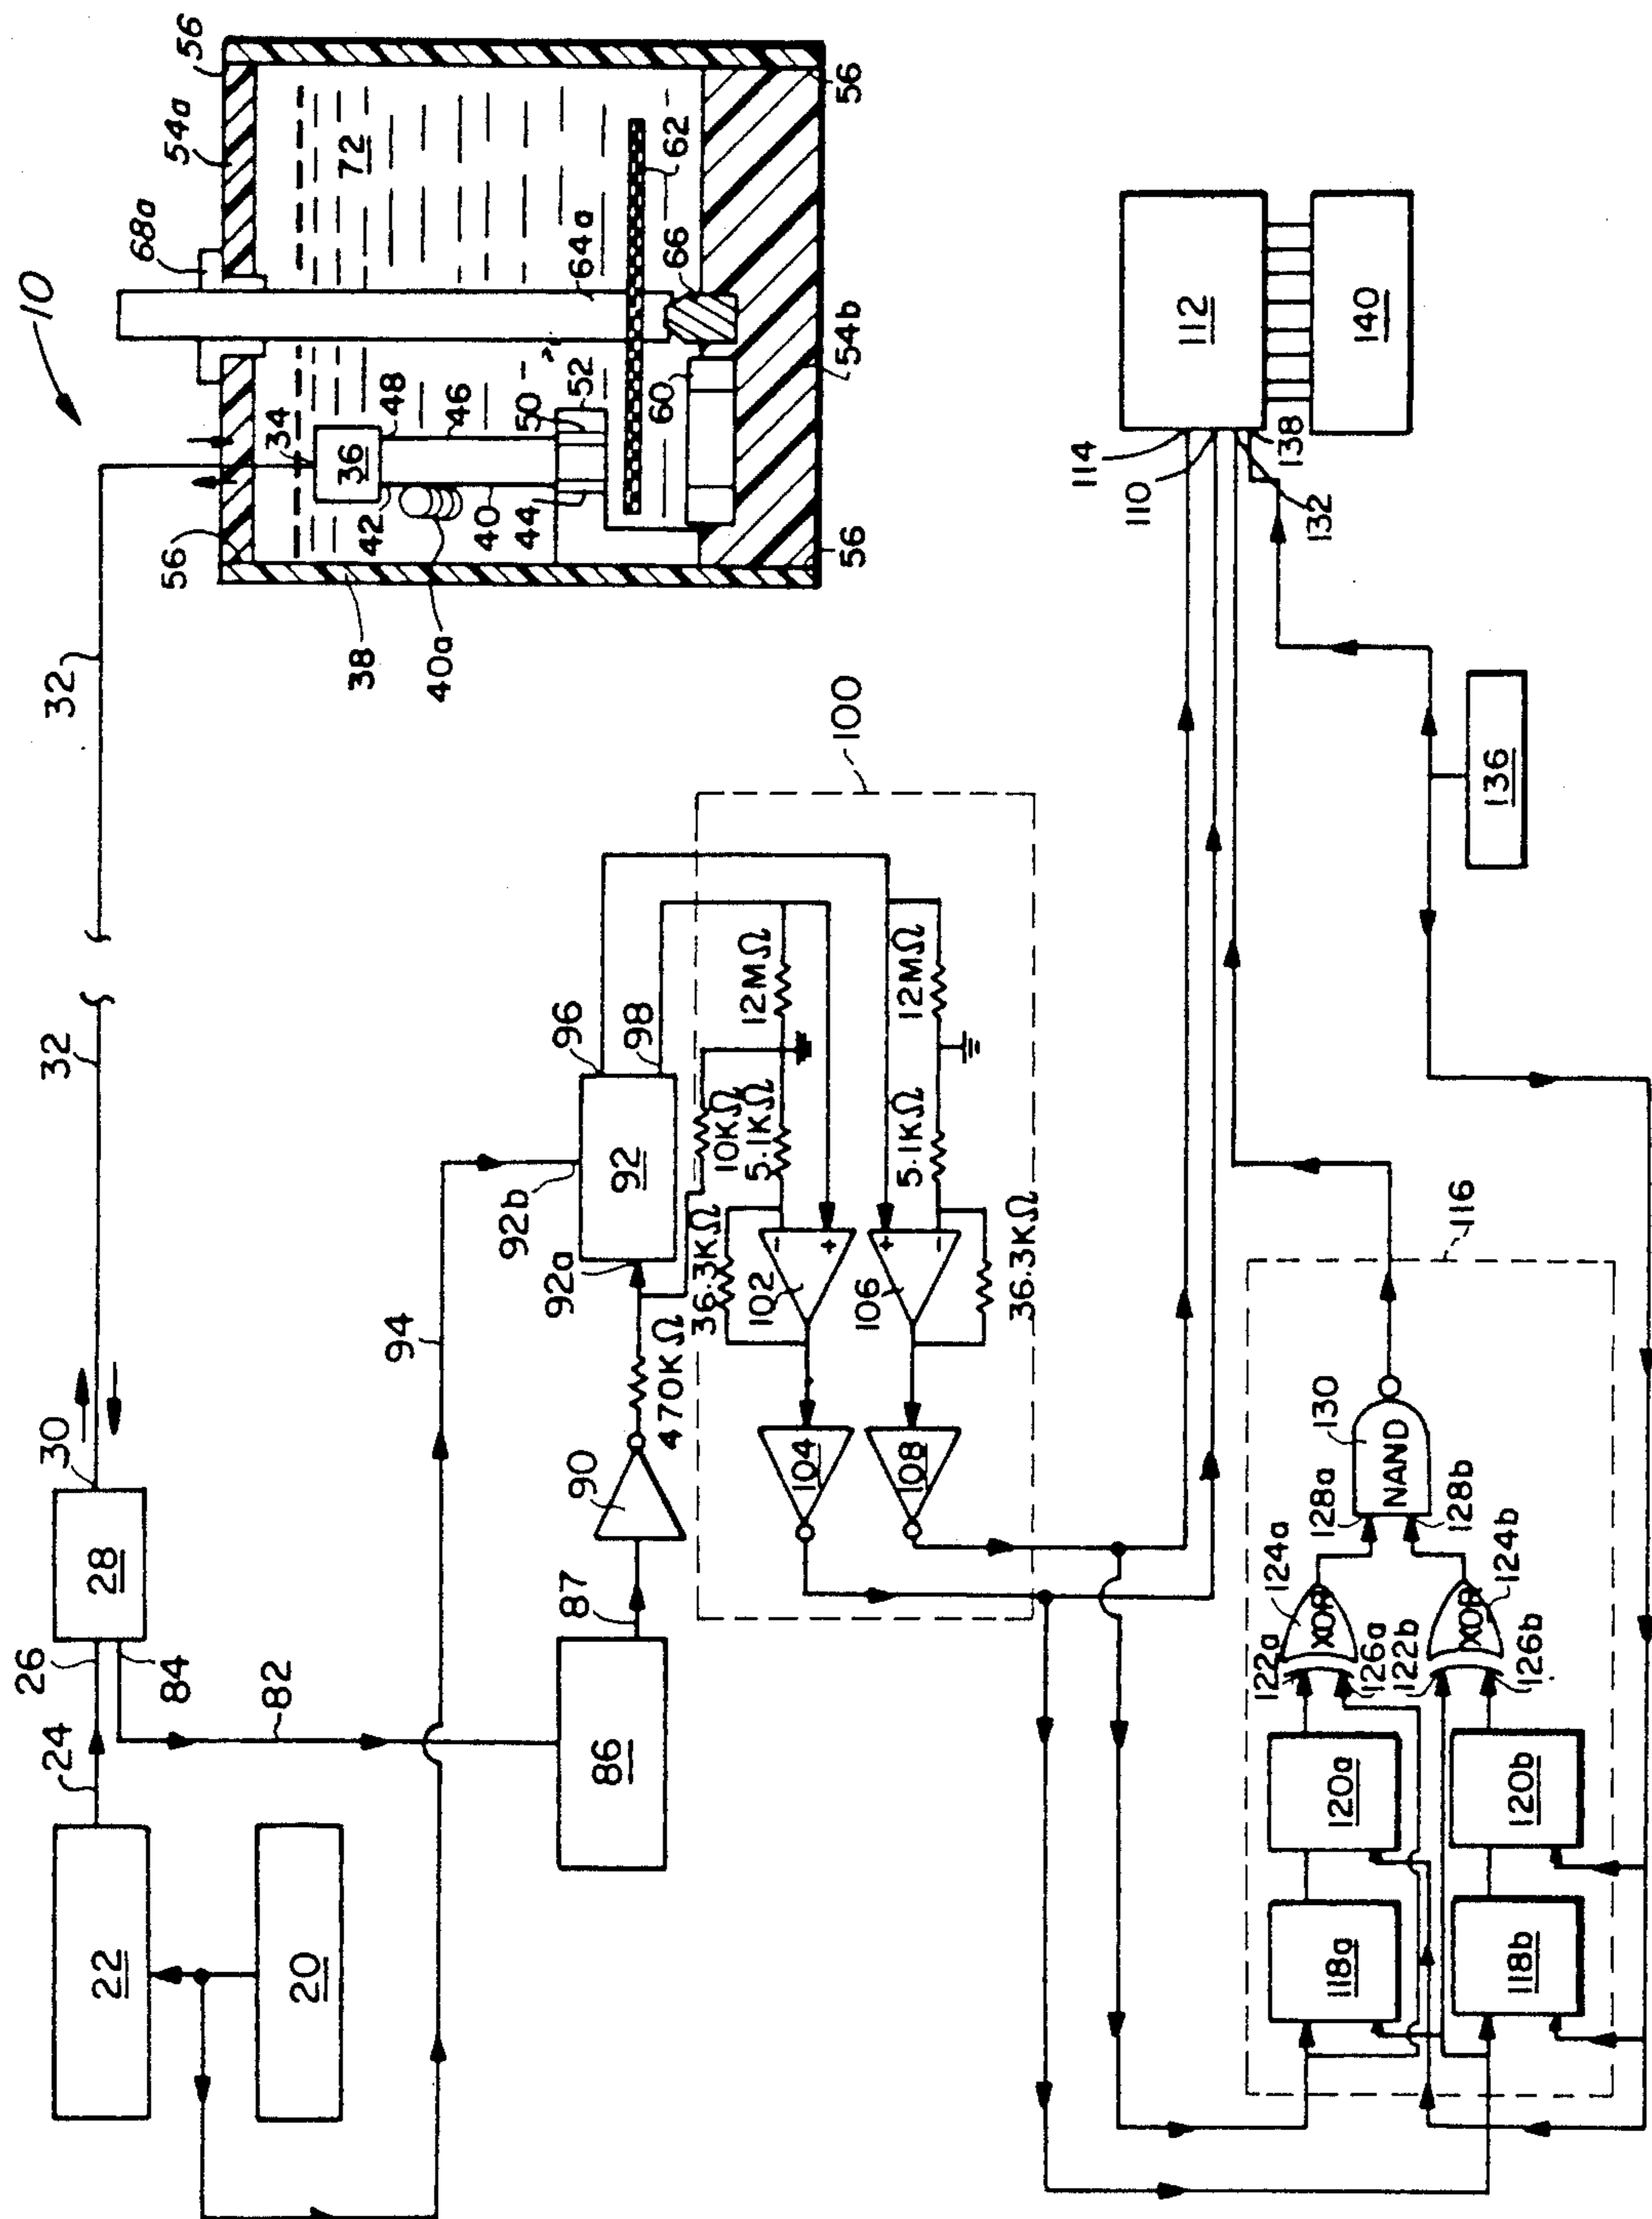 10
32
32
30
28
26
84
24
82
22
20
94
34
36
42
48
46
40
40a
38
44
50
52
56
54a
68a
56
72
64a
62
66
60
54b
56
56
86
87
90
470KΩ
92a
92b
92
96
98
10KΩ
5.1KΩ
12MΩ
36.3KΩ
102
-
+
100
5.1KΩ
12MΩ
36.3KΩ
106
+
-
104
108
114
110
132
138
112
140
136
116
118a
120a
122a
124a
XOR
126a
118b
120b
122b
124b
XOR
126b
128a
128b
NAND
130